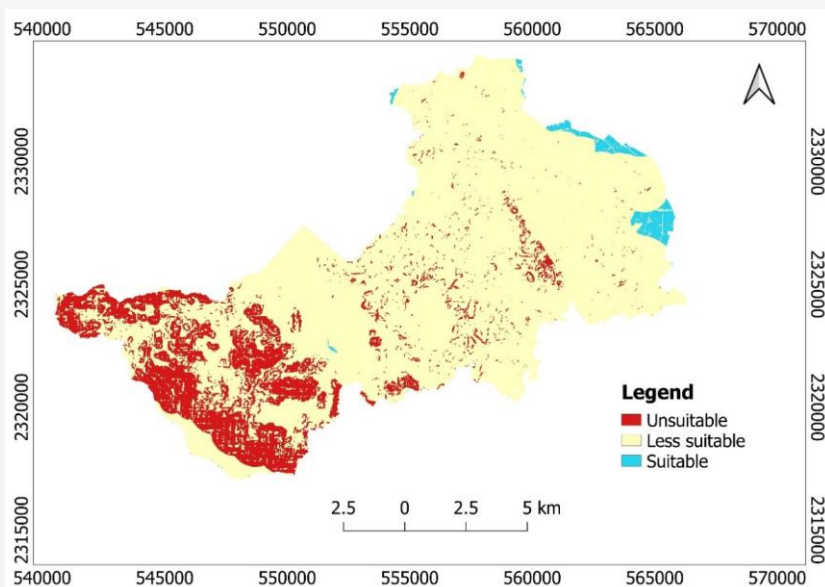 540000 545000 550000 555000 560000 565000 570000
2330000 2330000
2325000 2325000
2320000 2320000
2315000 2315000
Legend
Unsuitable
Less suitable
Suitable
2.5 0 2.5 5 km
540000 545000 550000 555000 560000 565000 570000